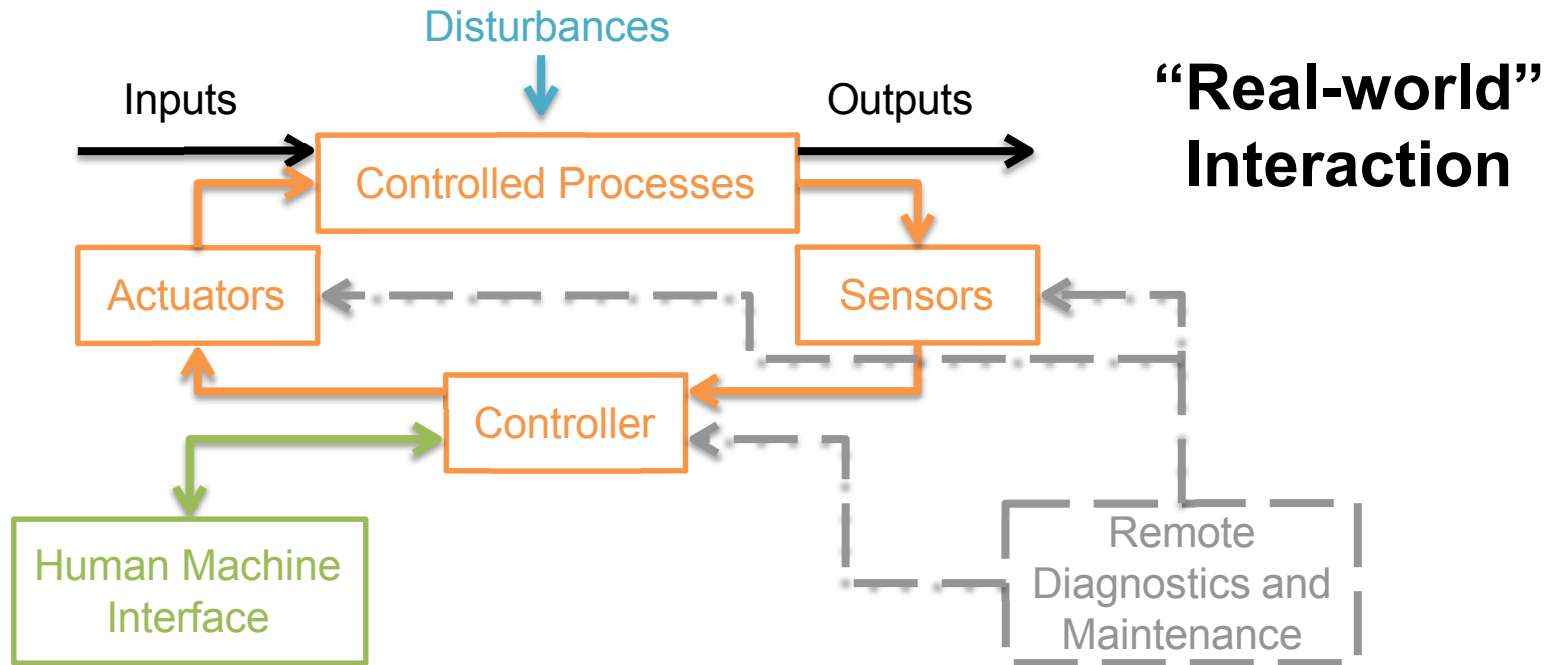 Disturbances
Inputs
Outputs
“Real-world”
Interaction
Controlled Processes
Actuators
Sensors
Controller
Human Machine
Interface
Remote
Diagnostics and
Maintenance